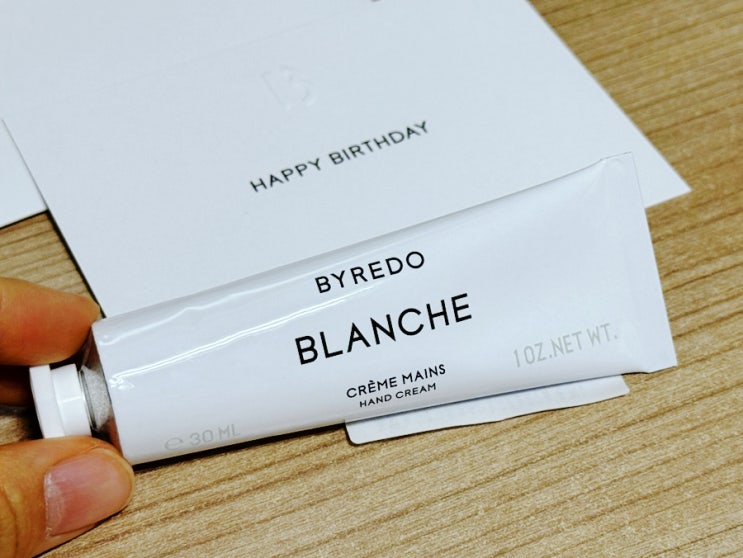 B
HAPPY BIRTHDAY
BYREDO
BLANCHE
CRÈME MAINS
HAND CREAM
1 OZ. NET WT.
℮ 30 ML